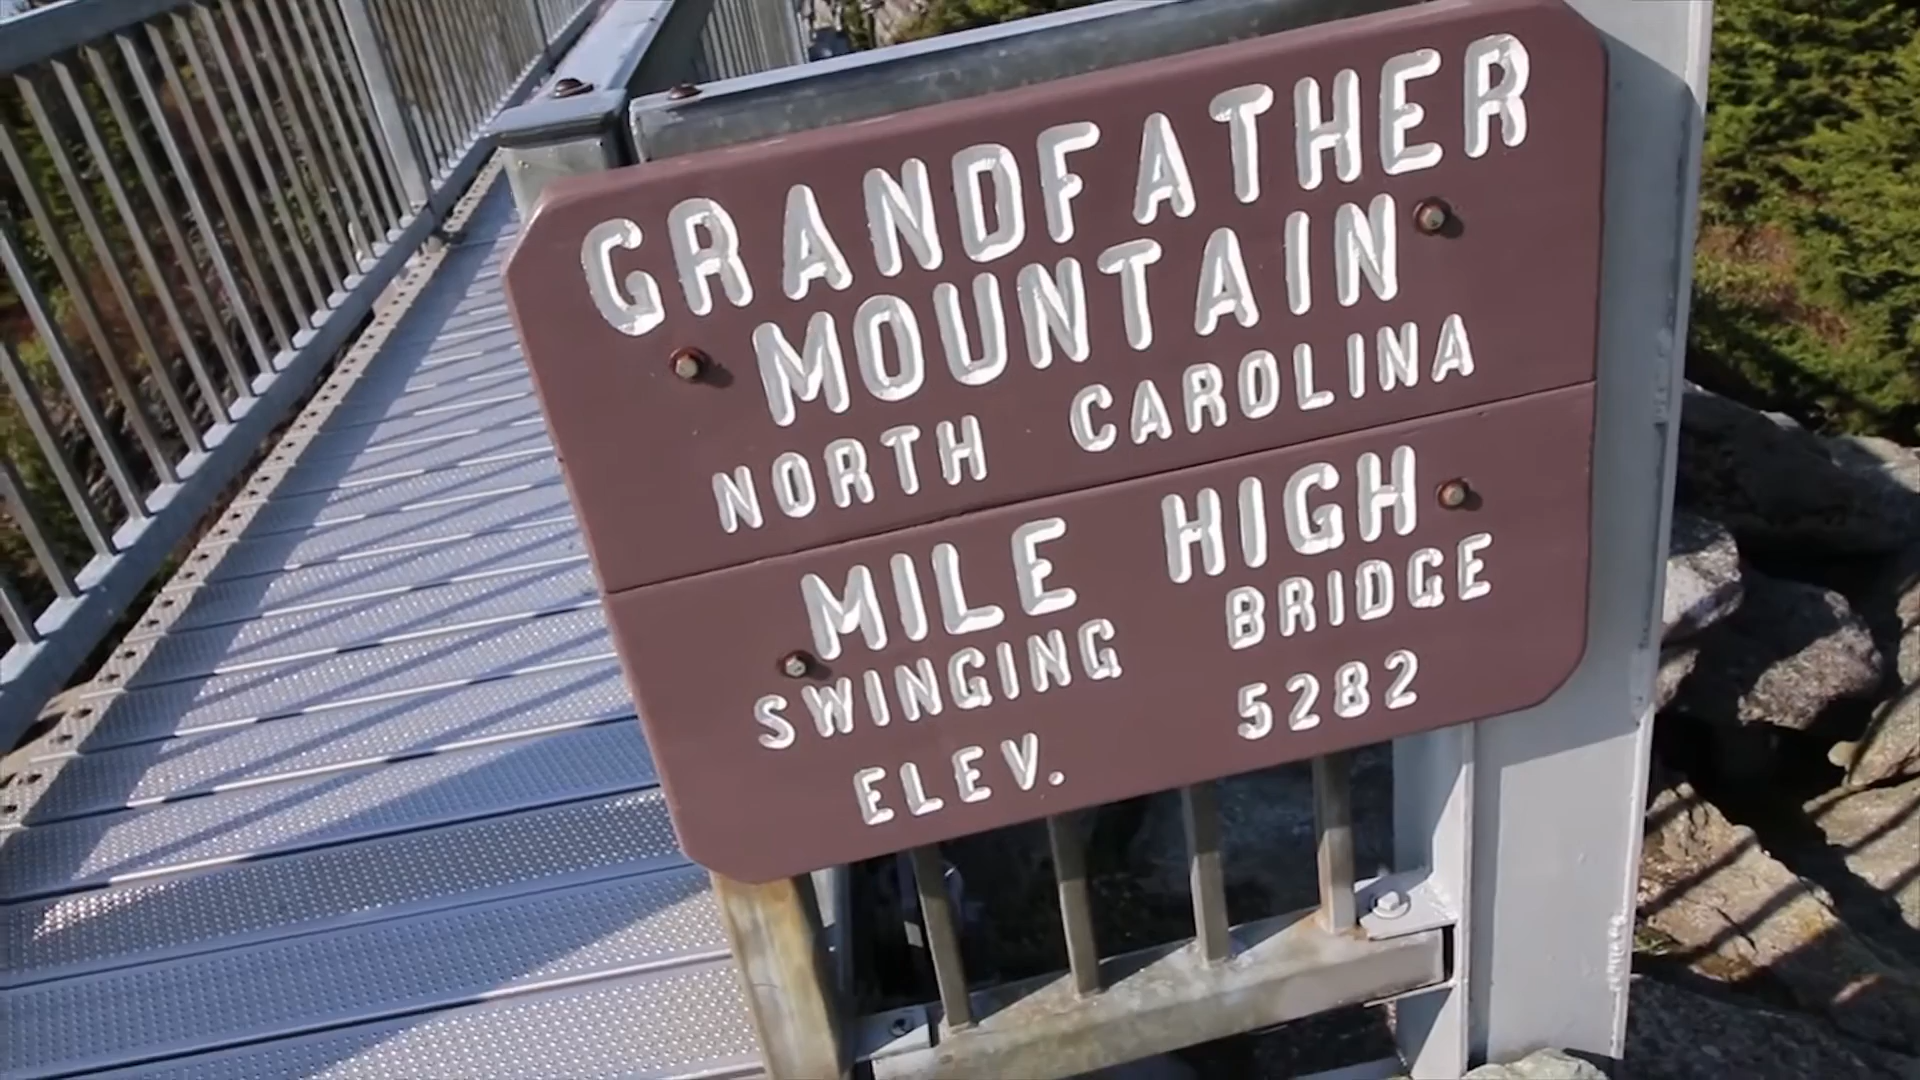 GRANDFATHER
MOUNTAIN
NORTH CAROLINA
MILE HIGH
SWINGING BRIDGE
ELEV. 5282